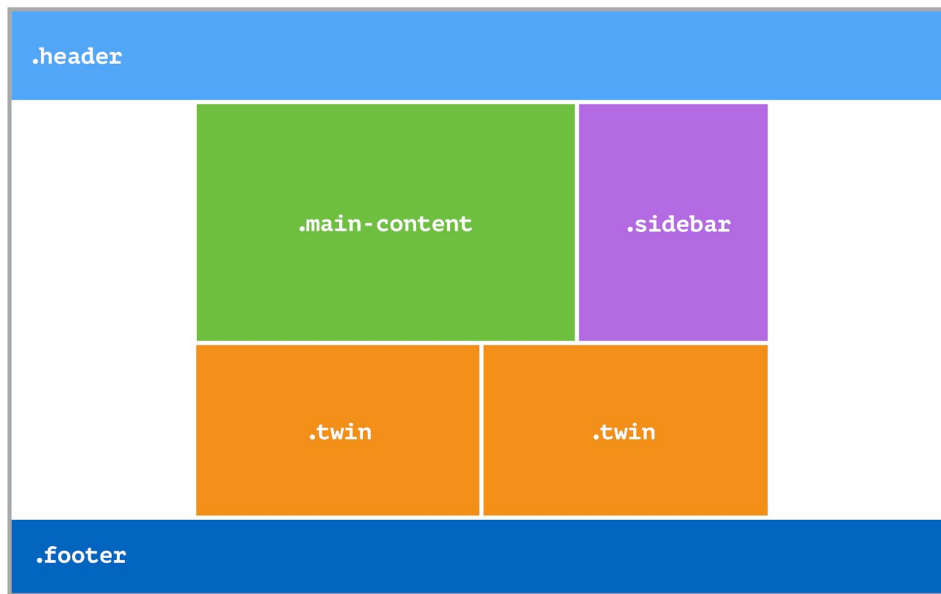 .header
.main-content
.sidebar
.twin
.twin
.footer